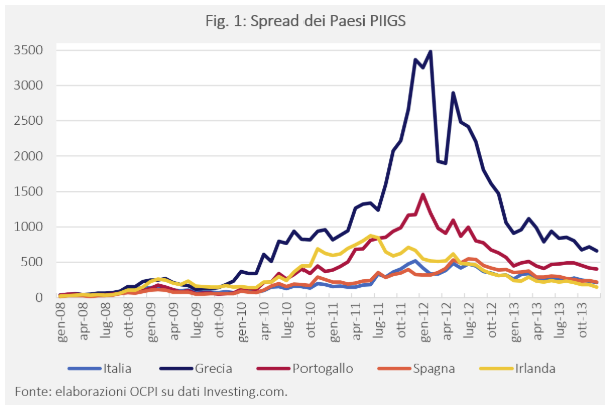 Fig. 1: Spread dei Paesi PIIGS
3500
3000
2500
2000
1500
1000
500
0
gen-08
apr-08
lug-08
ott-08
gen-09
apr-09
lug-09
ott-09
gen-10
apr-10
lug-10
ott-10
gen-11
apr-11
lug-11
ott-11
gen-12
apr-12
lug-12
ott-12
gen-13
apr-13
lug-13
ott-13
Italia
Grecia
Portogallo
Spagna
Irlanda
Fonte: elaborazioni OCPI su dati Investing.com.